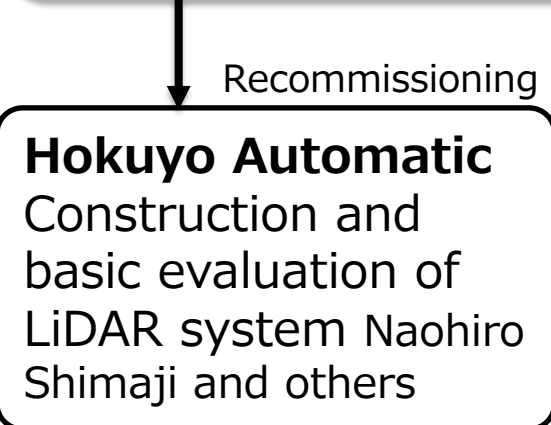 Recommissioning
Hokuyo Automatic
Construction and
basic evaluation of
LiDAR system Naohiro
Shimaji and others